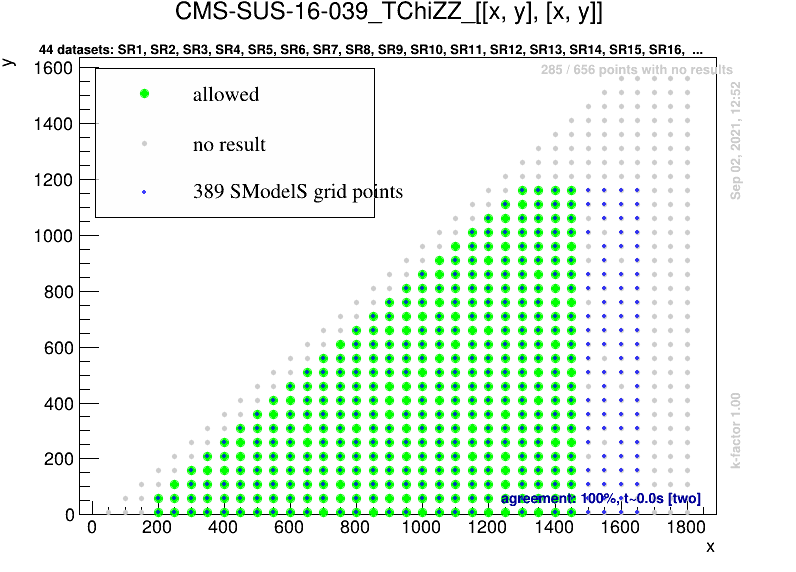 CMS-SUS-16-039_TChiZZ_[[x, y], [x, y]]
44 datasets: SR1, SR2, SR3, SR4, SR5, SR6, SR7, SR8, SR9, SR10, SR11, SR12, SR13, SR14, SR15, SR16, ...
y
285 / 656 points with no results
allowed
no result
389 SModelS grid points
Sep 02, 2021, 12:52
k-factor 1.00
1600
1400
1200
1000
800
600
400
200
0
agreement: 100%, t~0.0s [two]
0 200 400 600 800 1000 1200 1400 1600 1800
x